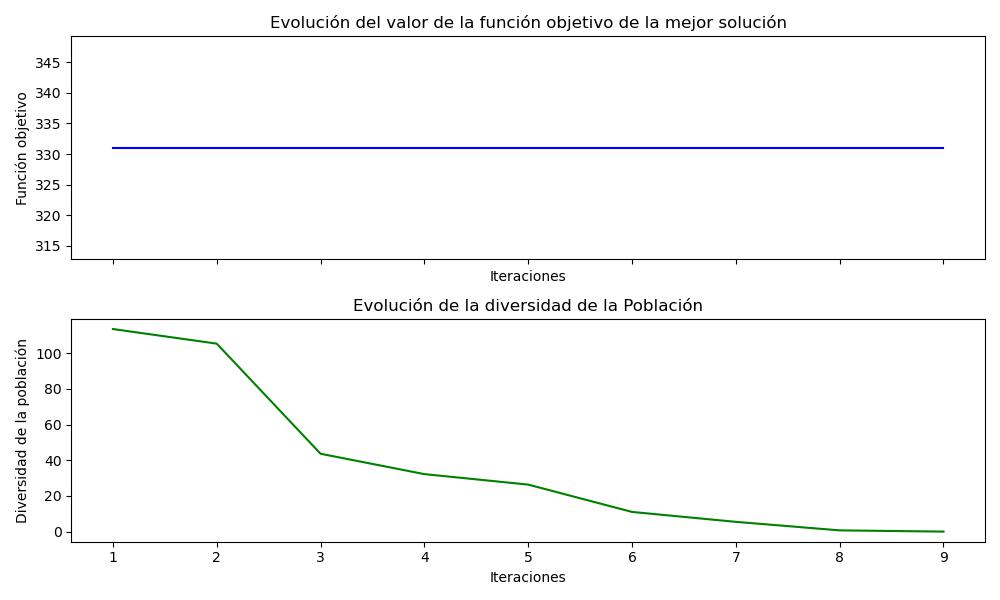 Evolución del valor de la función objetivo de la mejor solución
Función objetivo
345
340
335
330
325
320
315
Iteraciones
Evolución de la diversidad de la Población
Diversidad de la población
100
80
60
40
20
0
1 2 3 4 5 6 7 8 9
Iteraciones